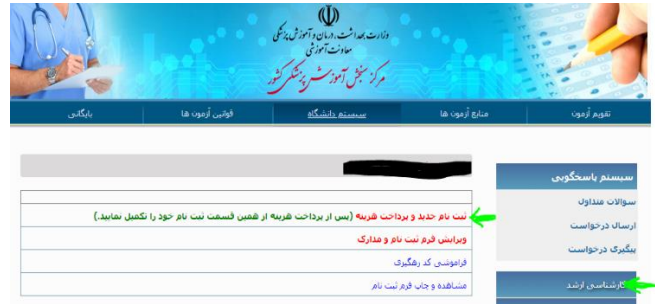 وزارت بهداشت، درمان و آموزش پزشکی
معاونت آموزشی
مرکز سنجش آموزش پزشکی کشور
تقویم آزمون
منابع آزمون ها
سیستم دانشگاه
قوانین آزمون ها
بایگانی
سیستم پاسخگویی
سوالات متداول
ارسال درخواست
پیگیری درخواست
کارشناسی ارشد
ثبت نام جدید و پرداخت هزینه (پس از پرداخت هزینه از همین قسمت ثبت نام خود را تکمیل نمایید.)
ویرایش فرم ثبت نام و مدارک
فراموشی کد رهگیری
مشاهده و چاپ فرم ثبت نام